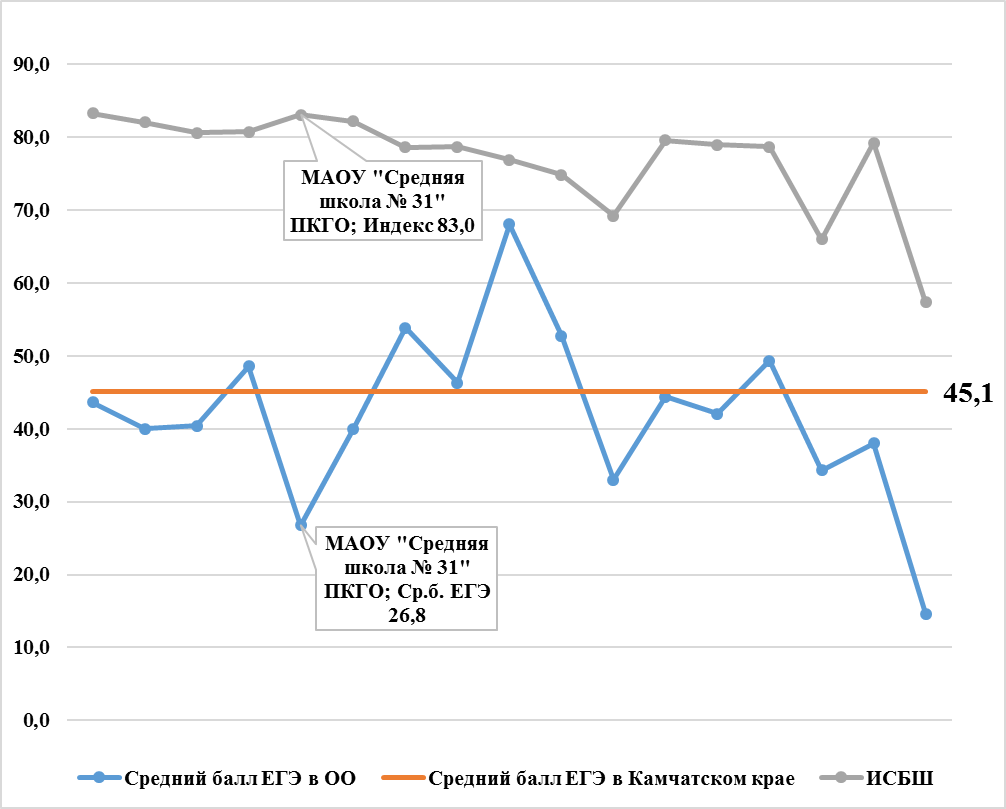 90,0
80,0
70,0
60,0
50,0
40,0
30,0
20,0
10,0
0,0
МАОУ "Средняя
школа № 31"
ПКГО; Индекс 83,0
45,1
МАОУ "Средняя
школа № 31"
ПКГО; Ср.б. ЕГЭ
26,8
Средний балл ЕГЭ в ОО
Средний балл ЕГЭ в Камчатском крае
ИСБШ